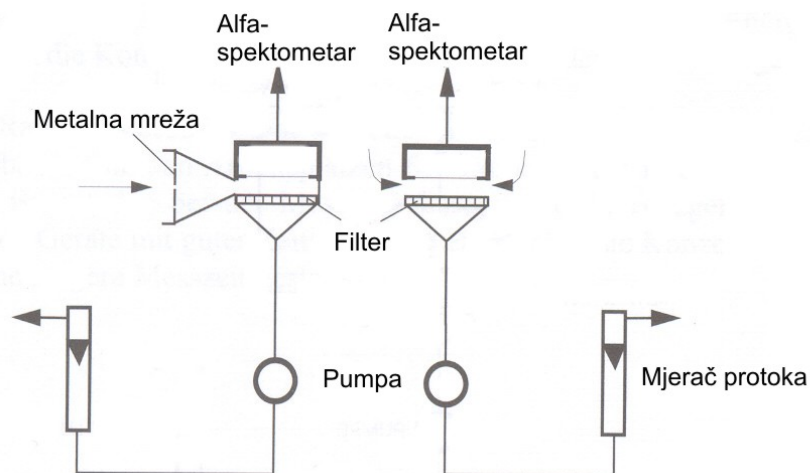 Alfa-
spektometar
Alfa-
spektometar
Metalna mreža
Filter
Pumpa
Mjerač protoka